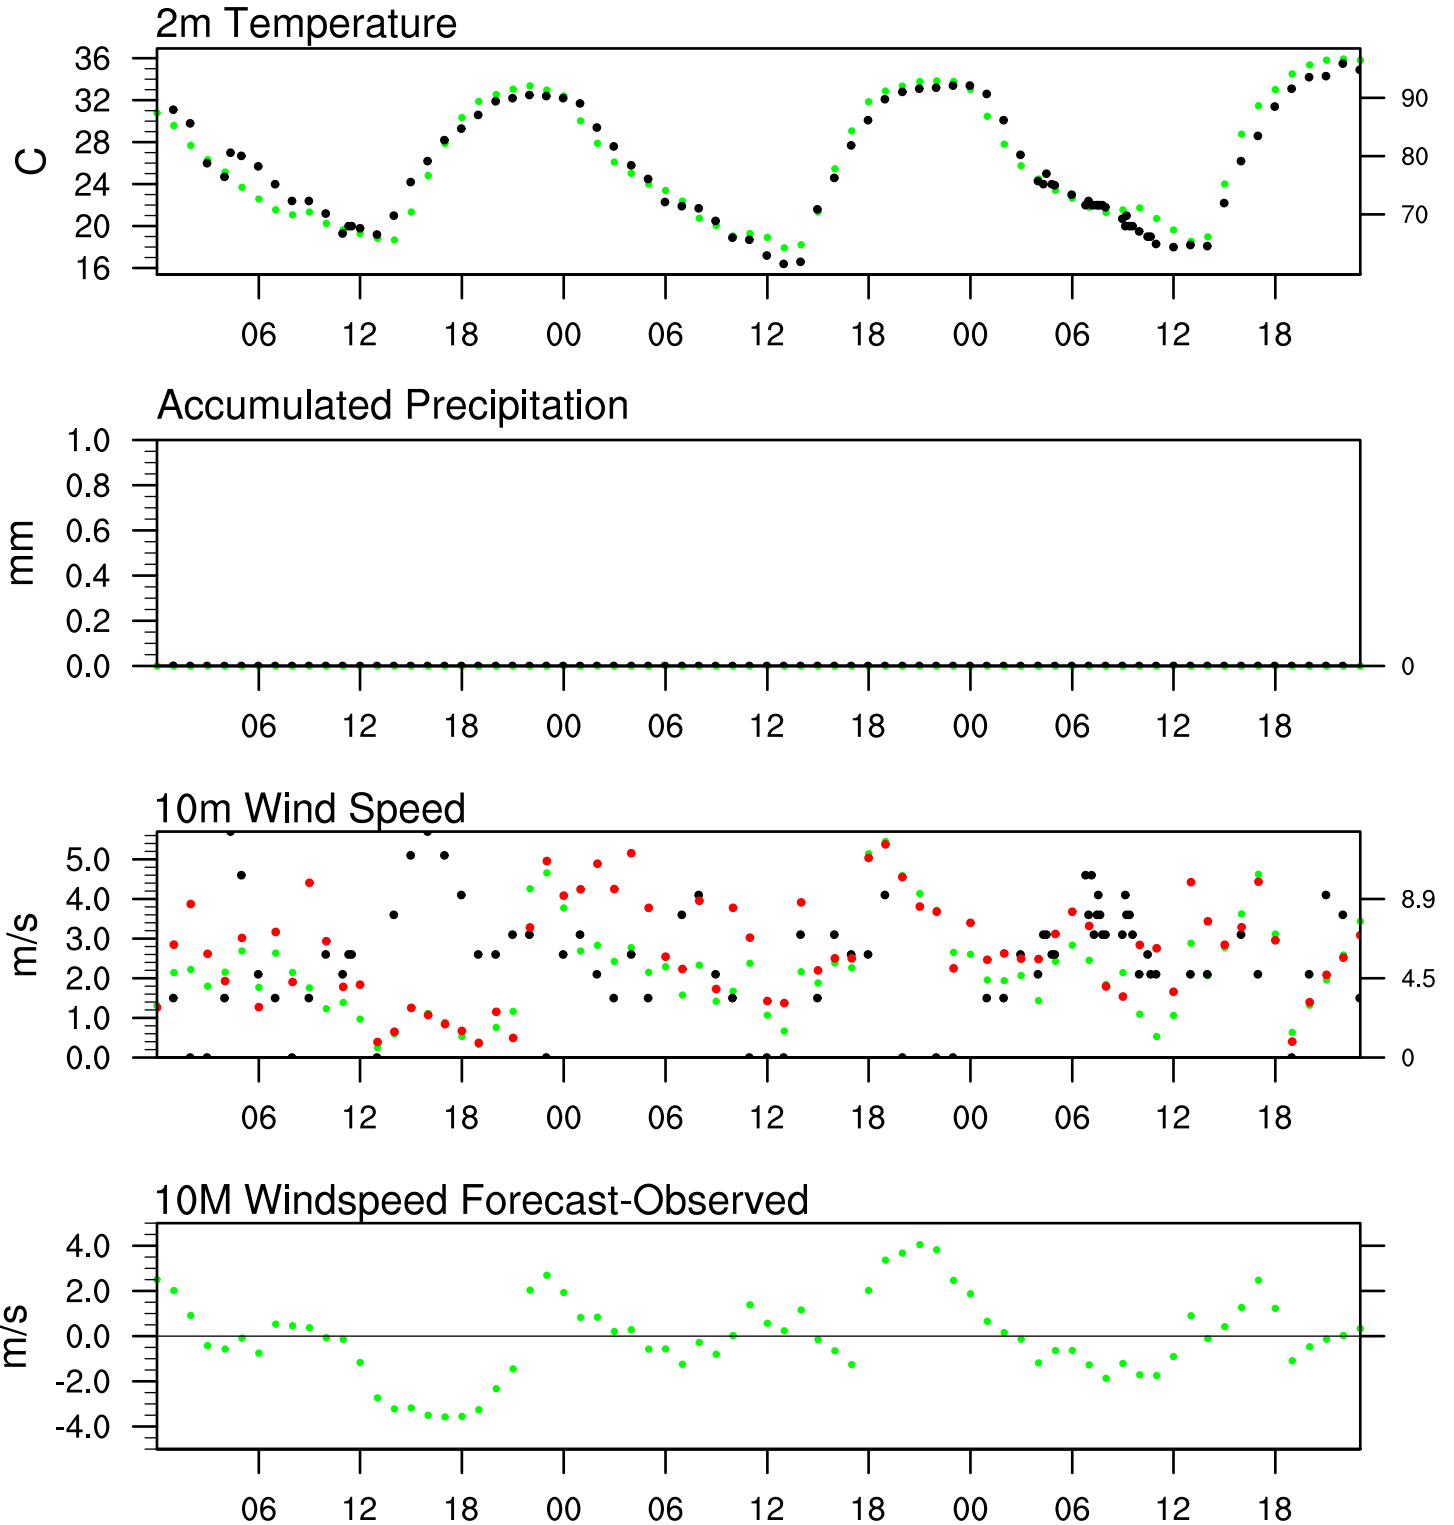 2m Temperature
36
32
28
24
20
16
C
90
80
70
06 12 18 00 06 12 18 00 06 12 18
Accumulated Precipitation
1.0
0.8
0.6
0.4
0.2
0.0
mm
0
06 12 18 00 06 12 18 00 06 12 18
10m Wind Speed
5.0
4.0
3.0
2.0
1.0
0.0
m/s
8.9
4.5
0
06 12 18 00 06 12 18 00 06 12 18
10M Windspeed Forecast-Observed
4.0
2.0
0.0
-2.0
-4.0
m/s
06 12 18 00 06 12 18 00 06 12 18